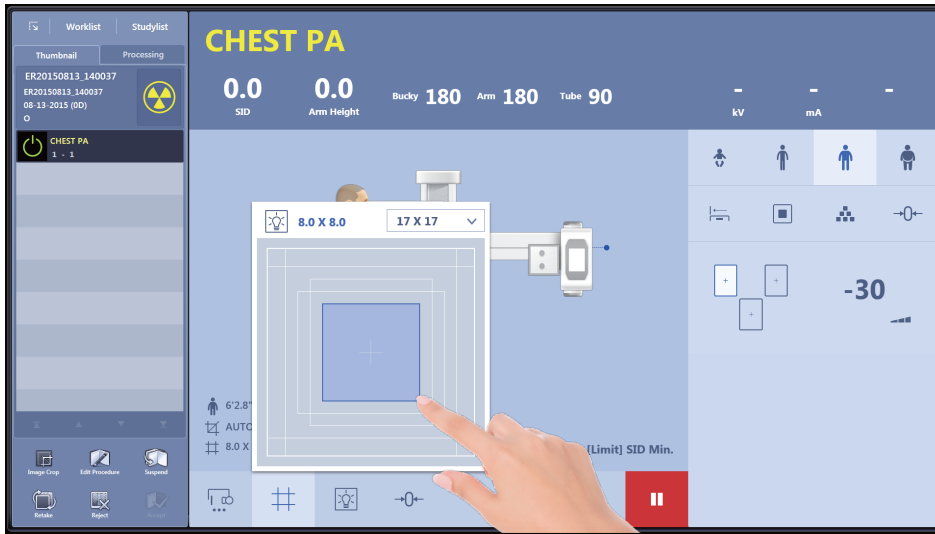 Worklist
Studylist
Thumbnail
Processing
ER20150813_140037
ER20150813_140037
08-13-2015 (0D)
O
CHEST PA
1 - 1
Image Crop
Edit Procedure
Suspend
Retake
Reject
Accept
CHEST PA
0.0
SID
0.0
Arm Height
Bucky 180 Arm 180 Tube 90
-
kV
-
mA
-
8.0 X 8.0
17 X 17
6'2.8"
AUTO
8.0 X
[Limit] SID Min.
-30